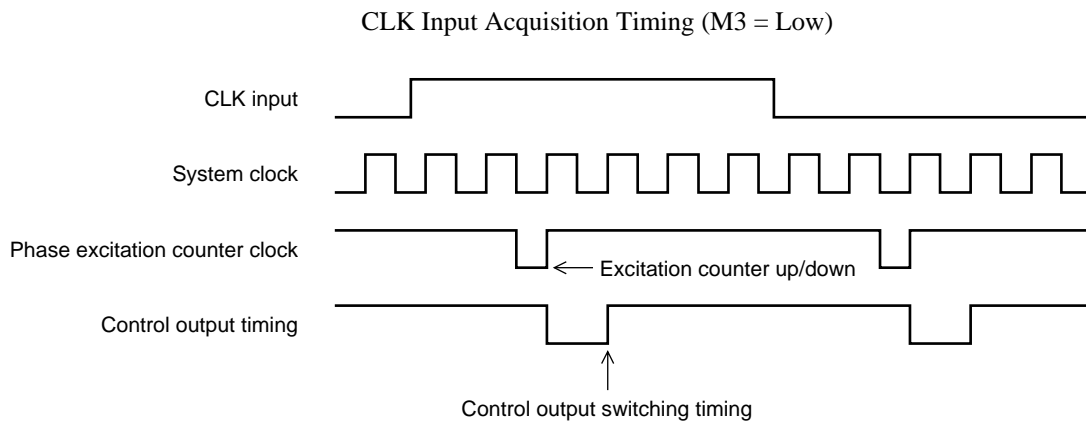 CLK Input Acquisition Timing (M3 = Low)
CLK input
System clock
Phase excitation counter clock
Excitation counter up/down
Control output timing
Control output switching timing